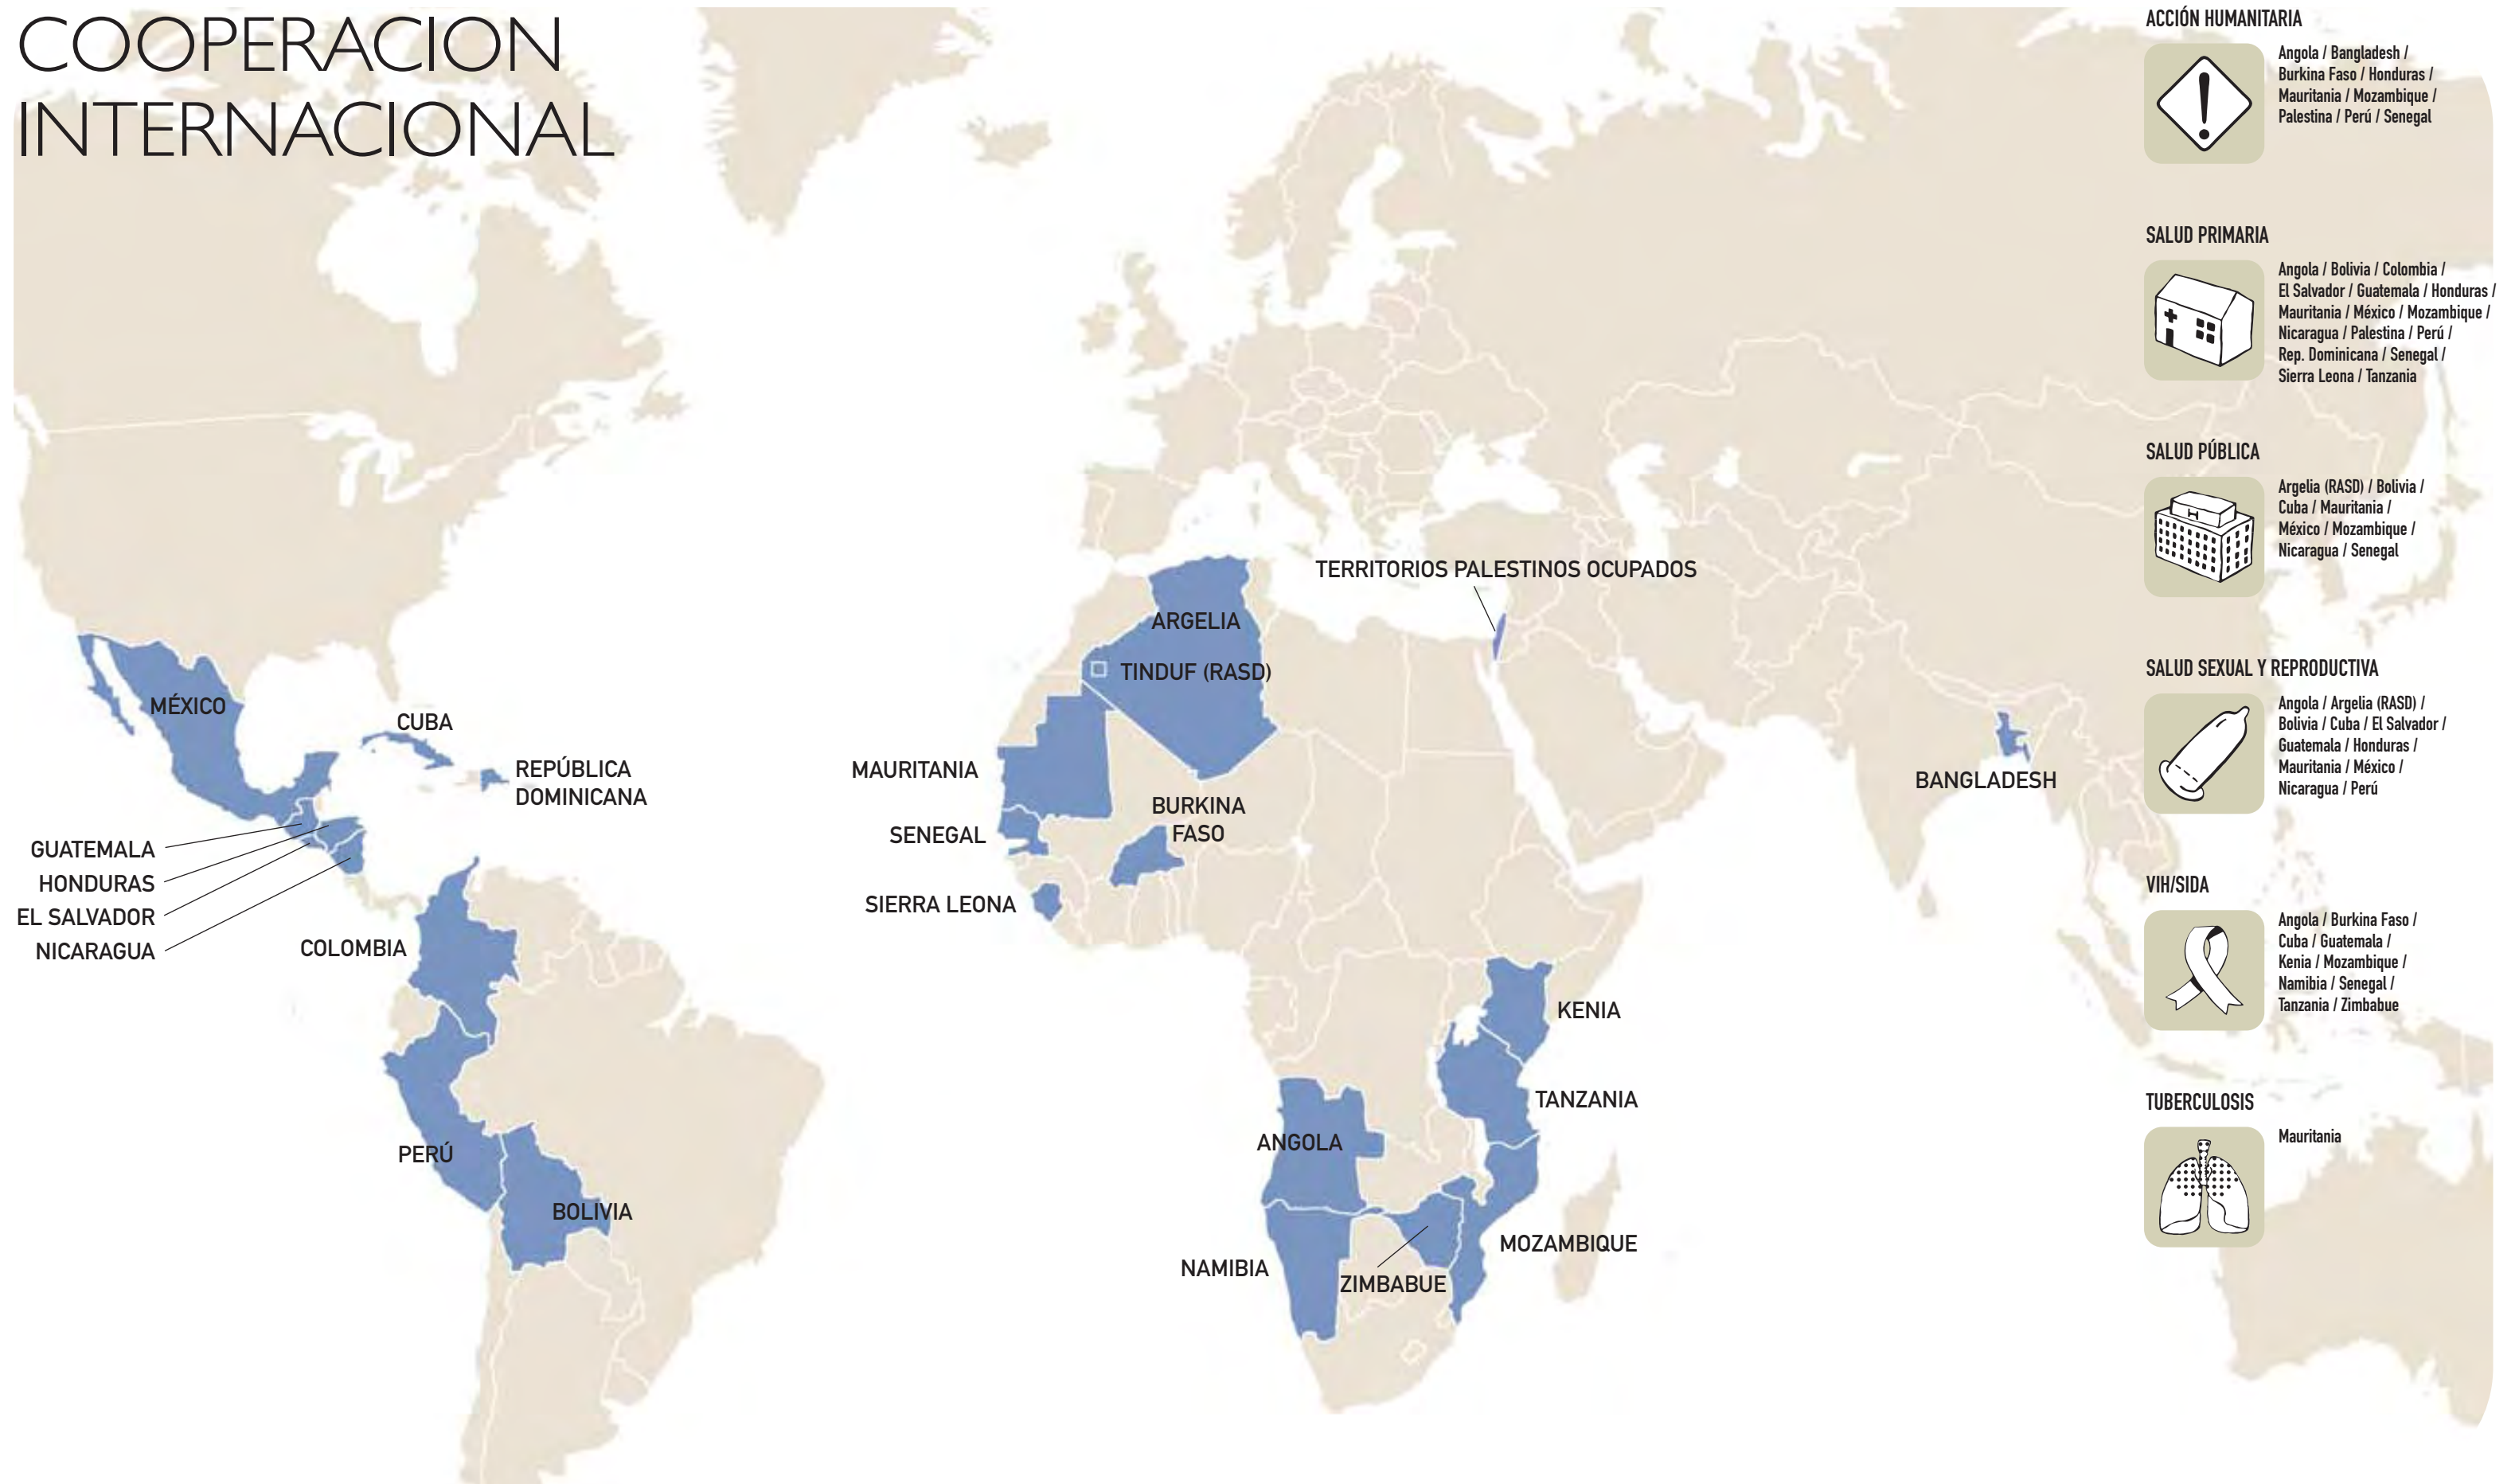 COOPERACION
INTERNACIONAL
MÉXICO
CUBA
REPÚBLICA
DOMINICANA
GUATEMALA
HONDURAS
EL SALVADOR
NICARAGUA
COLOMBIA
PERÚ
BOLIVIA
TERRITORIOS PALESTINOS OCUPADOS
ARGELIA
TINDUF (RASD)
MAURITANIA
BURKINA
FASO
SENEGAL
SIERRA LEONA
BANGLADESH
KENIA
TANZANIA
ANGOLA
MOZAMBIQUE
NAMIBIA
ZIMBABUE
ACCIÓN HUMANITARIA
Angola / Bangladesh /
Burkina Faso / Honduras /
Mauritania / Mozambique /
Palestina / Perú / Senegal
SALUD PRIMARIA
Angola / Bolivia / Colombia /
El Salvador / Guatemala / Honduras /
Mauritania / México / Mozambique /
Nicaragua / Palestina / Perú /
Rep. Dominicana / Senegal /
Sierra Leona / Tanzania
SALUD PÚBLICA
H
Argelia (RASD) / Bolivia /
Cuba / Mauritania /
México / Mozambique /
Nicaragua / Senegal
SALUD SEXUAL Y REPRODUCTIVA
Angola / Argelia (RASD) /
Bolivia / Cuba / El Salvador /
Guatemala / Honduras /
Mauritania / México /
Nicaragua / Perú
VIH/SIDA
Angola / Burkina Faso /
Cuba / Guatemala /
Kenia / Mozambique /
Namibia / Senegal /
Tanzania / Zimbabue
TUBERCULOSIS
Mauritania